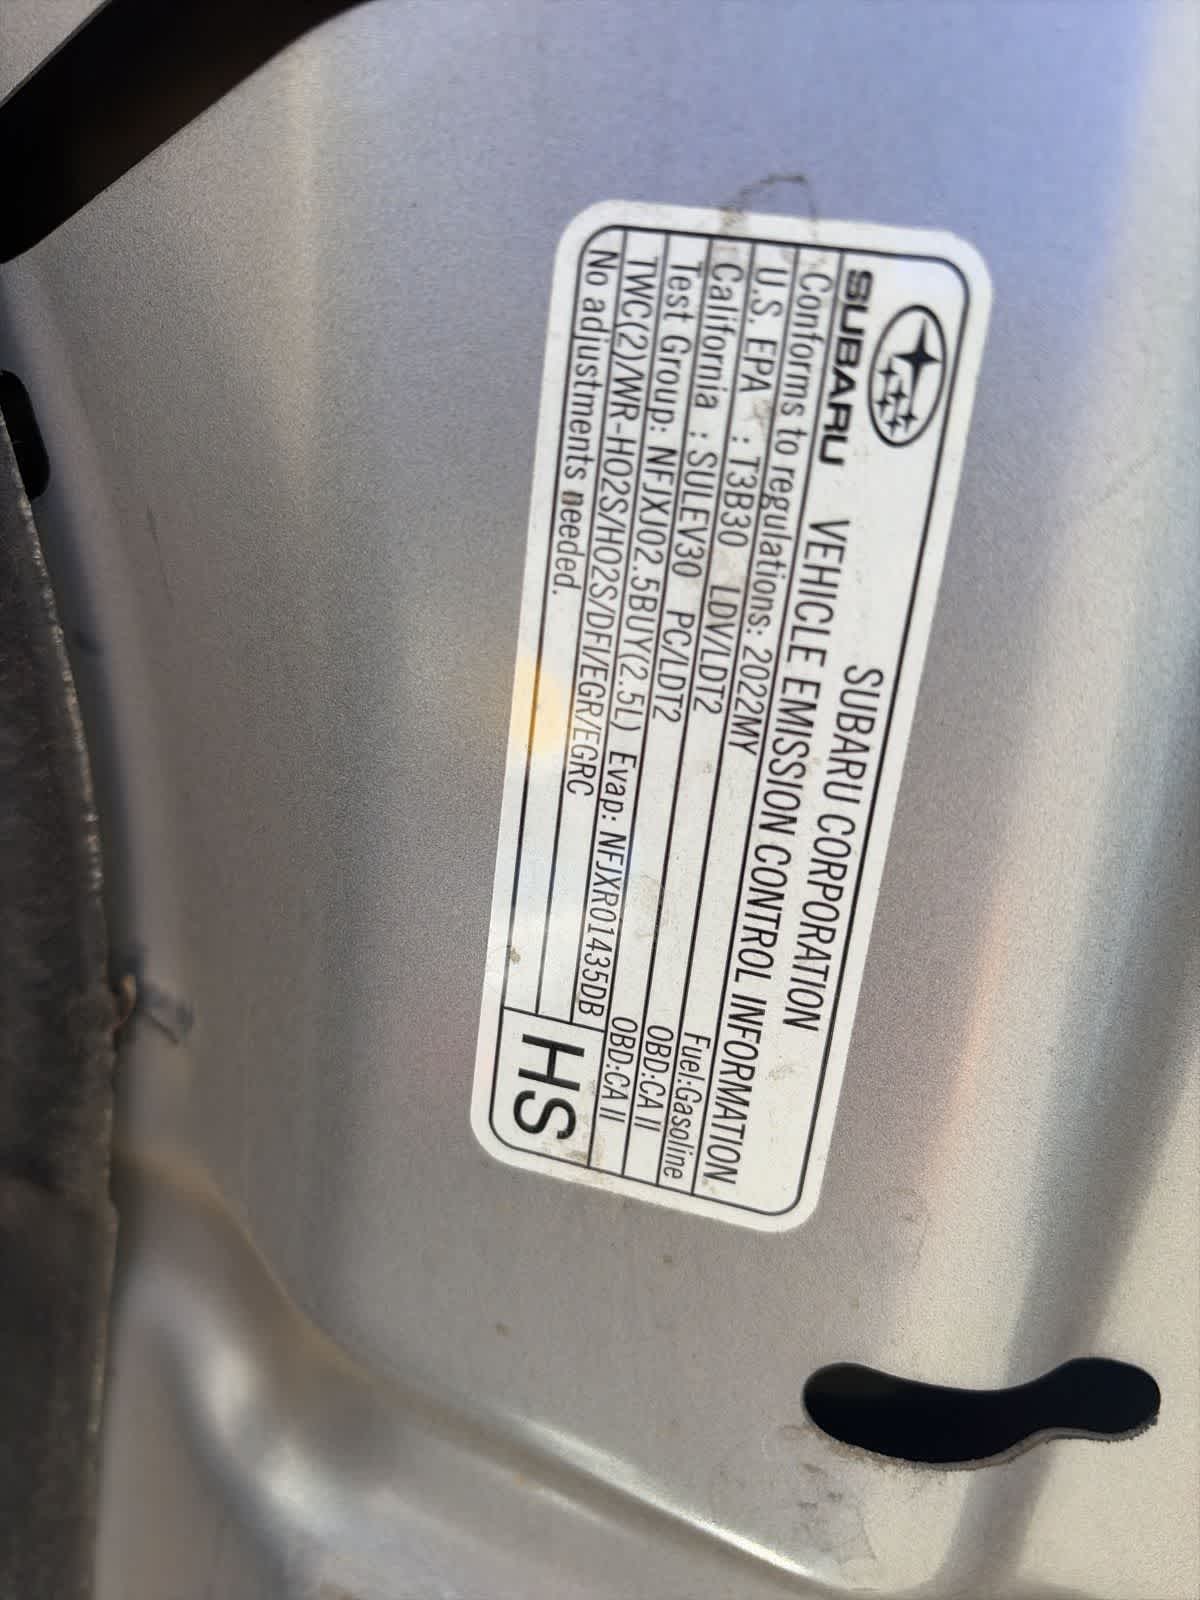 SUBARU CORPORATION
SUBARU VEHICLE EMISSION CONTROL INFORMATION
Conforms to regulations: 2022MY Fuel:Gasoline
U.S. EPA : T3B30 LDV/LDT2 OBD:CA II
California : SULEV30 PC/LDT2 OBD:CA II
Test Group: NFJXJ02.5BUY(2.5L) Evap: NFJXR01435DB
TWC(2)/WR-HO2S/HO2S/DFI/EGR/EGRC
No adjustments needed.
HS